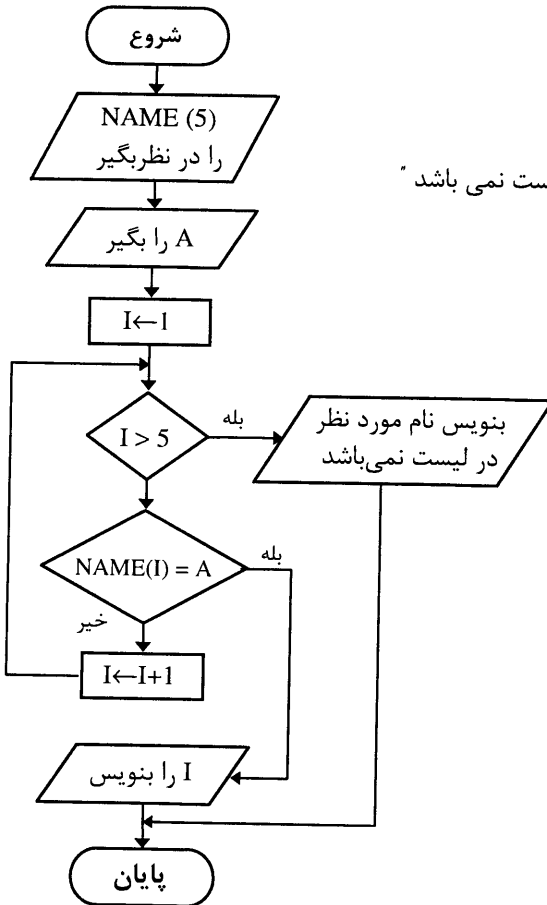 شروع
NAME (5)
را در نظربگیر
ست نمی باشد "
A را بگیر
I←1
I > 5
بله
بنویس نام مورد نظر
در لیست نمی‌باشد
NAME(I) = A
بله
خیر
I←I+1
I را بنویس
پایان